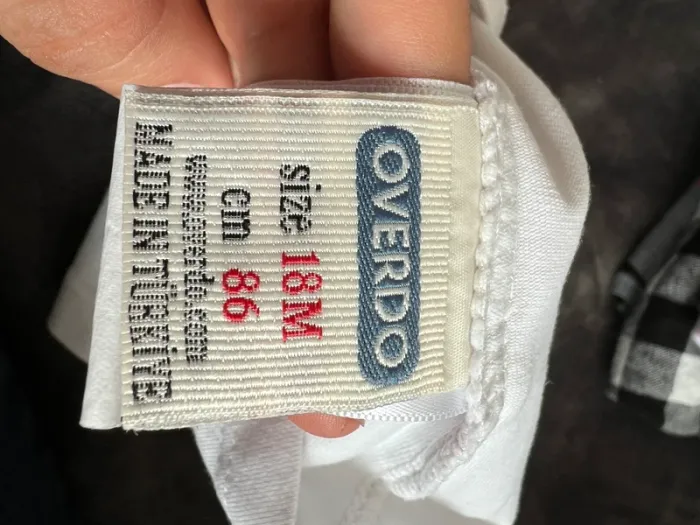 OVERDO
size 18M
cm 86
MADE IN TÜRKİYE